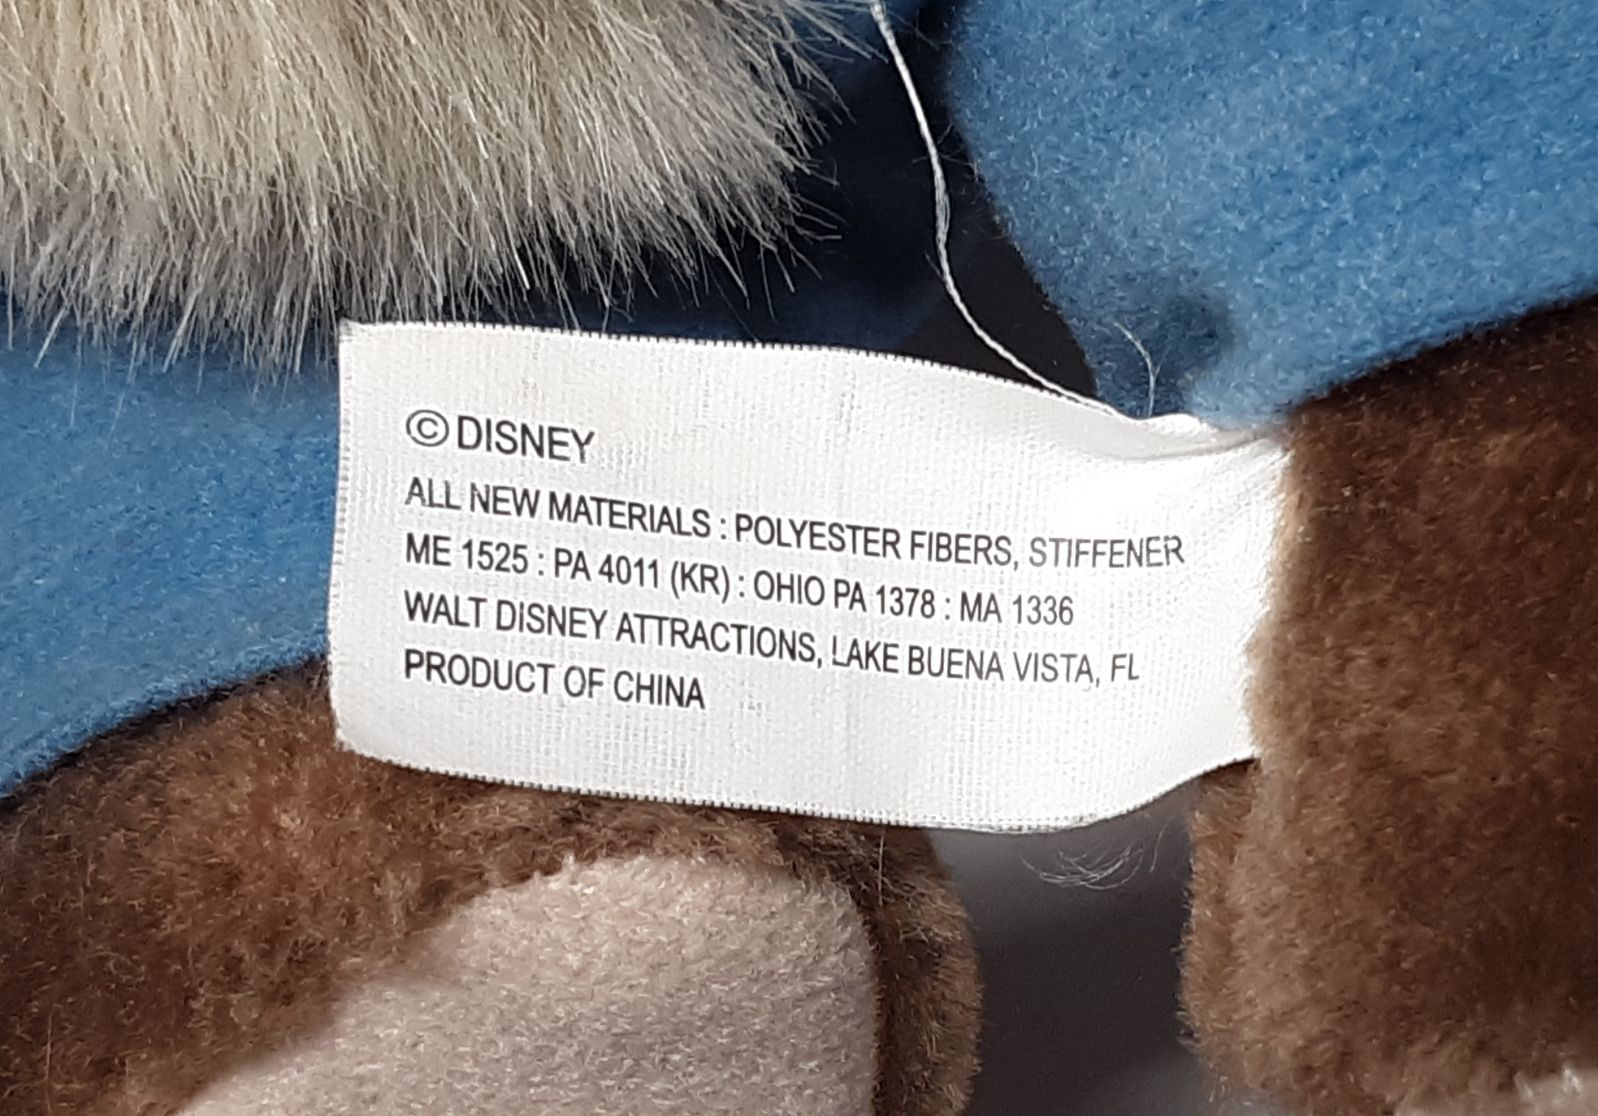 © DISNEY
ALL NEW MATERIALS : POLYESTER FIBERS, STIFFENER
ME 1525 : PA 4011 (KR) : OHIO PA 1378 : MA 1336
WALT DISNEY ATTRACTIONS, LAKE BUENA VISTA, FL
PRODUCT OF CHINA